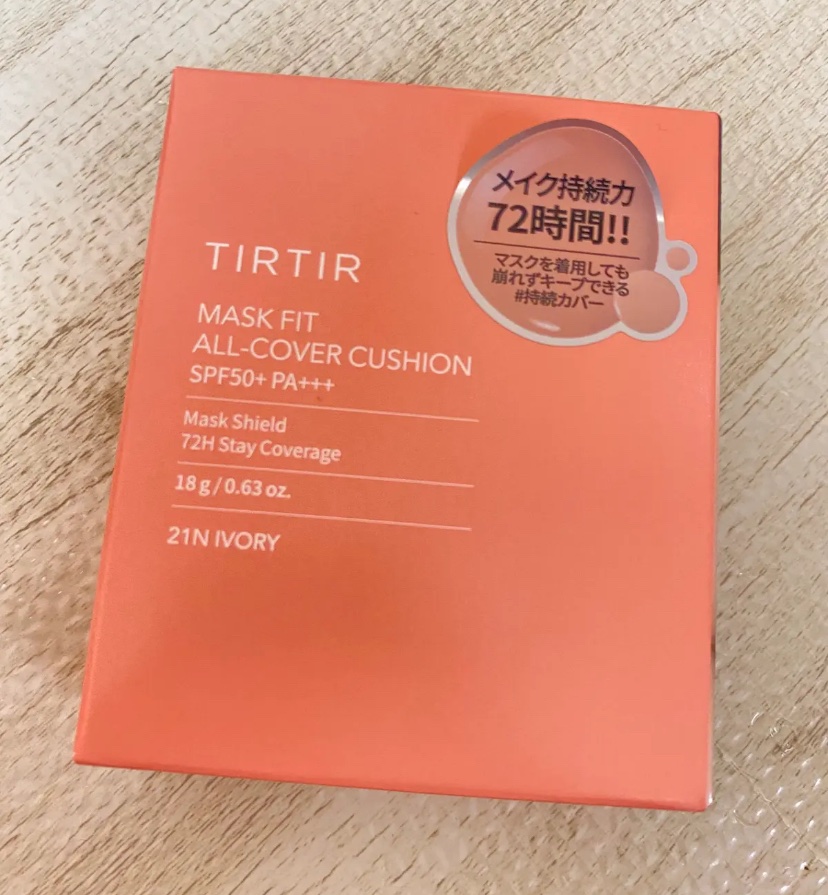 メイク持続力
72時間!!
マスクを着用しても
崩れずキープできる
#持続カバー
TIRTIR
MASK FIT
ALL-COVER CUSHION
SPF50+ PA+++
Mask Shield
72H Stay Coverage
18 g / 0.63 oz.
21N IVORY